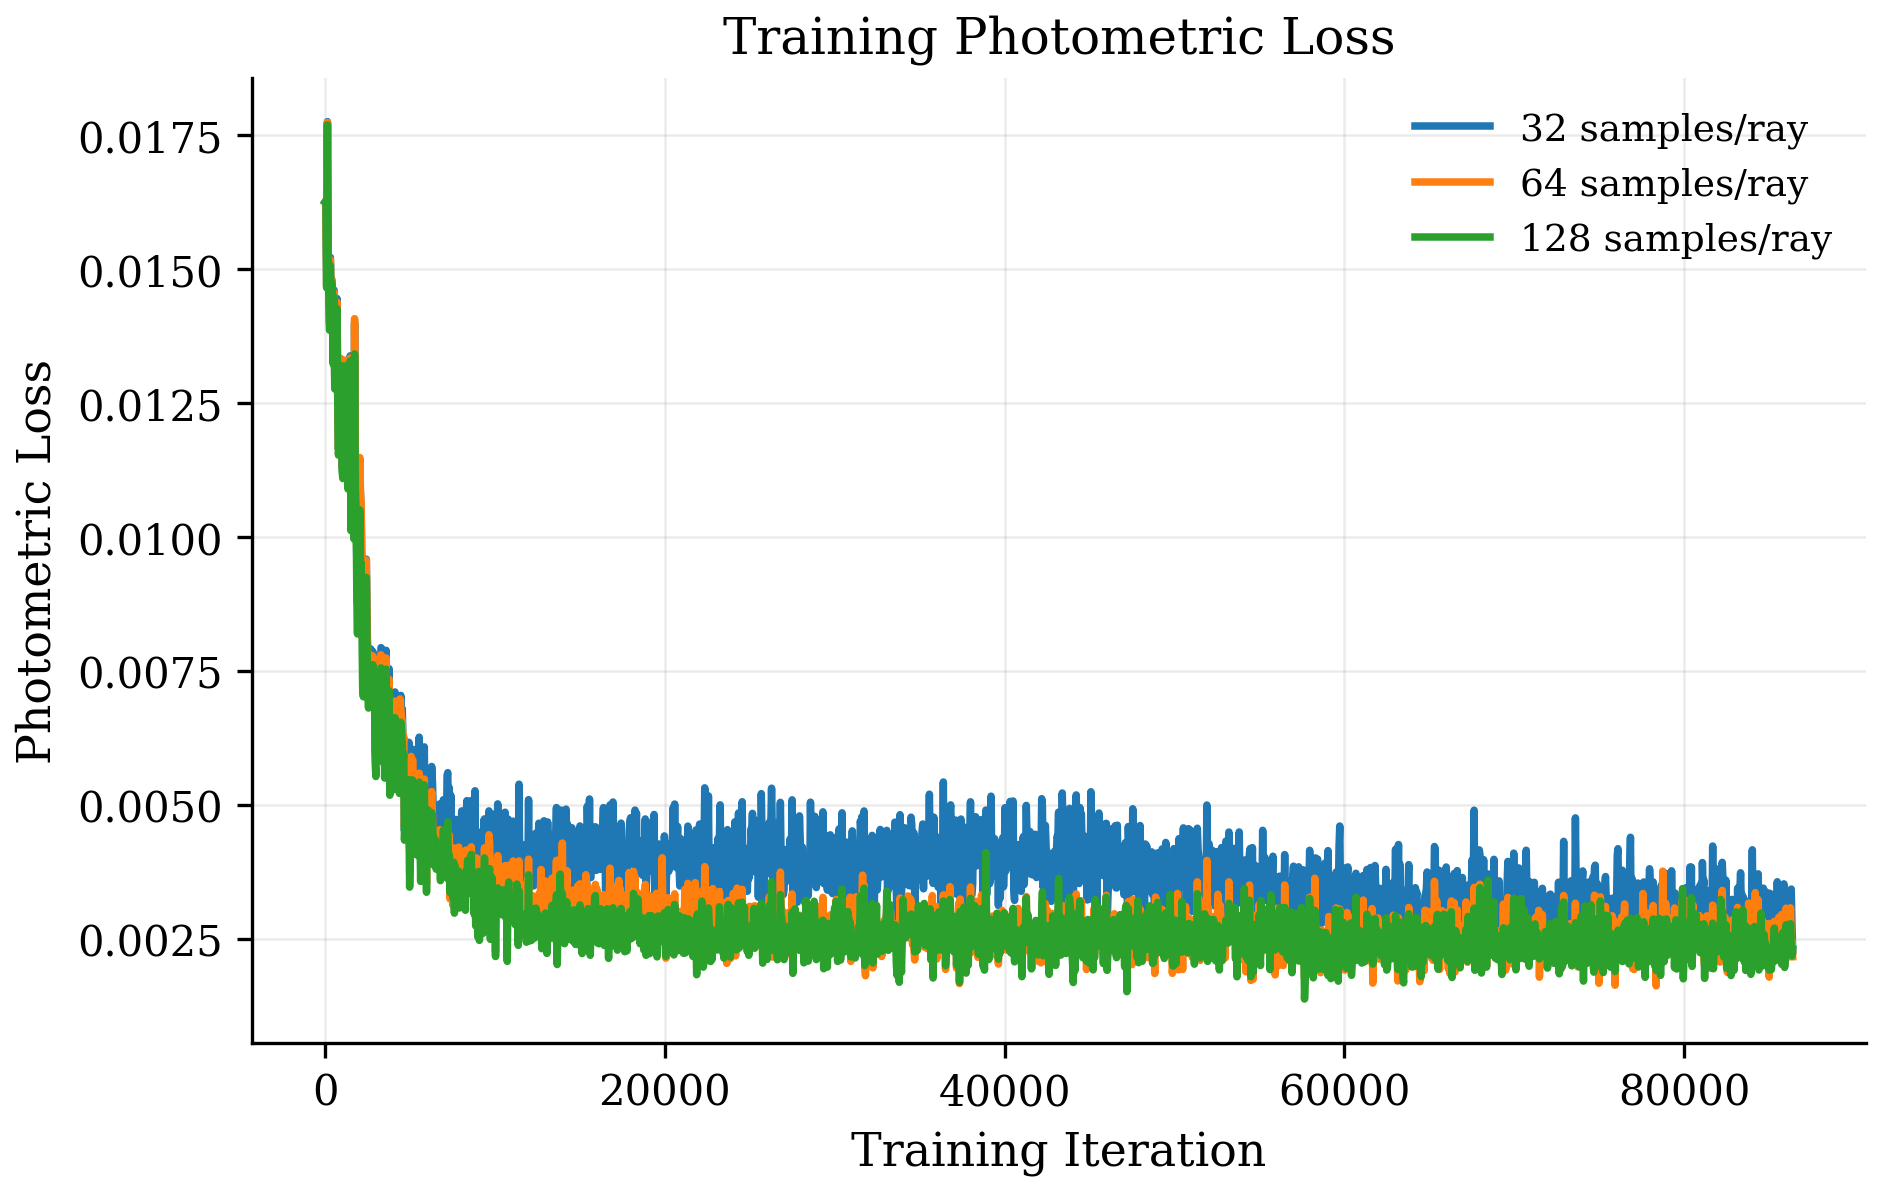 Training Photometric Loss
32 samples/ray
64 samples/ray
128 samples/ray
Photometric Loss
0.0175
0.0150
0.0125
0.0100
0.0075
0.0050
0.0025
0
20000
40000
60000
80000
Training Iteration